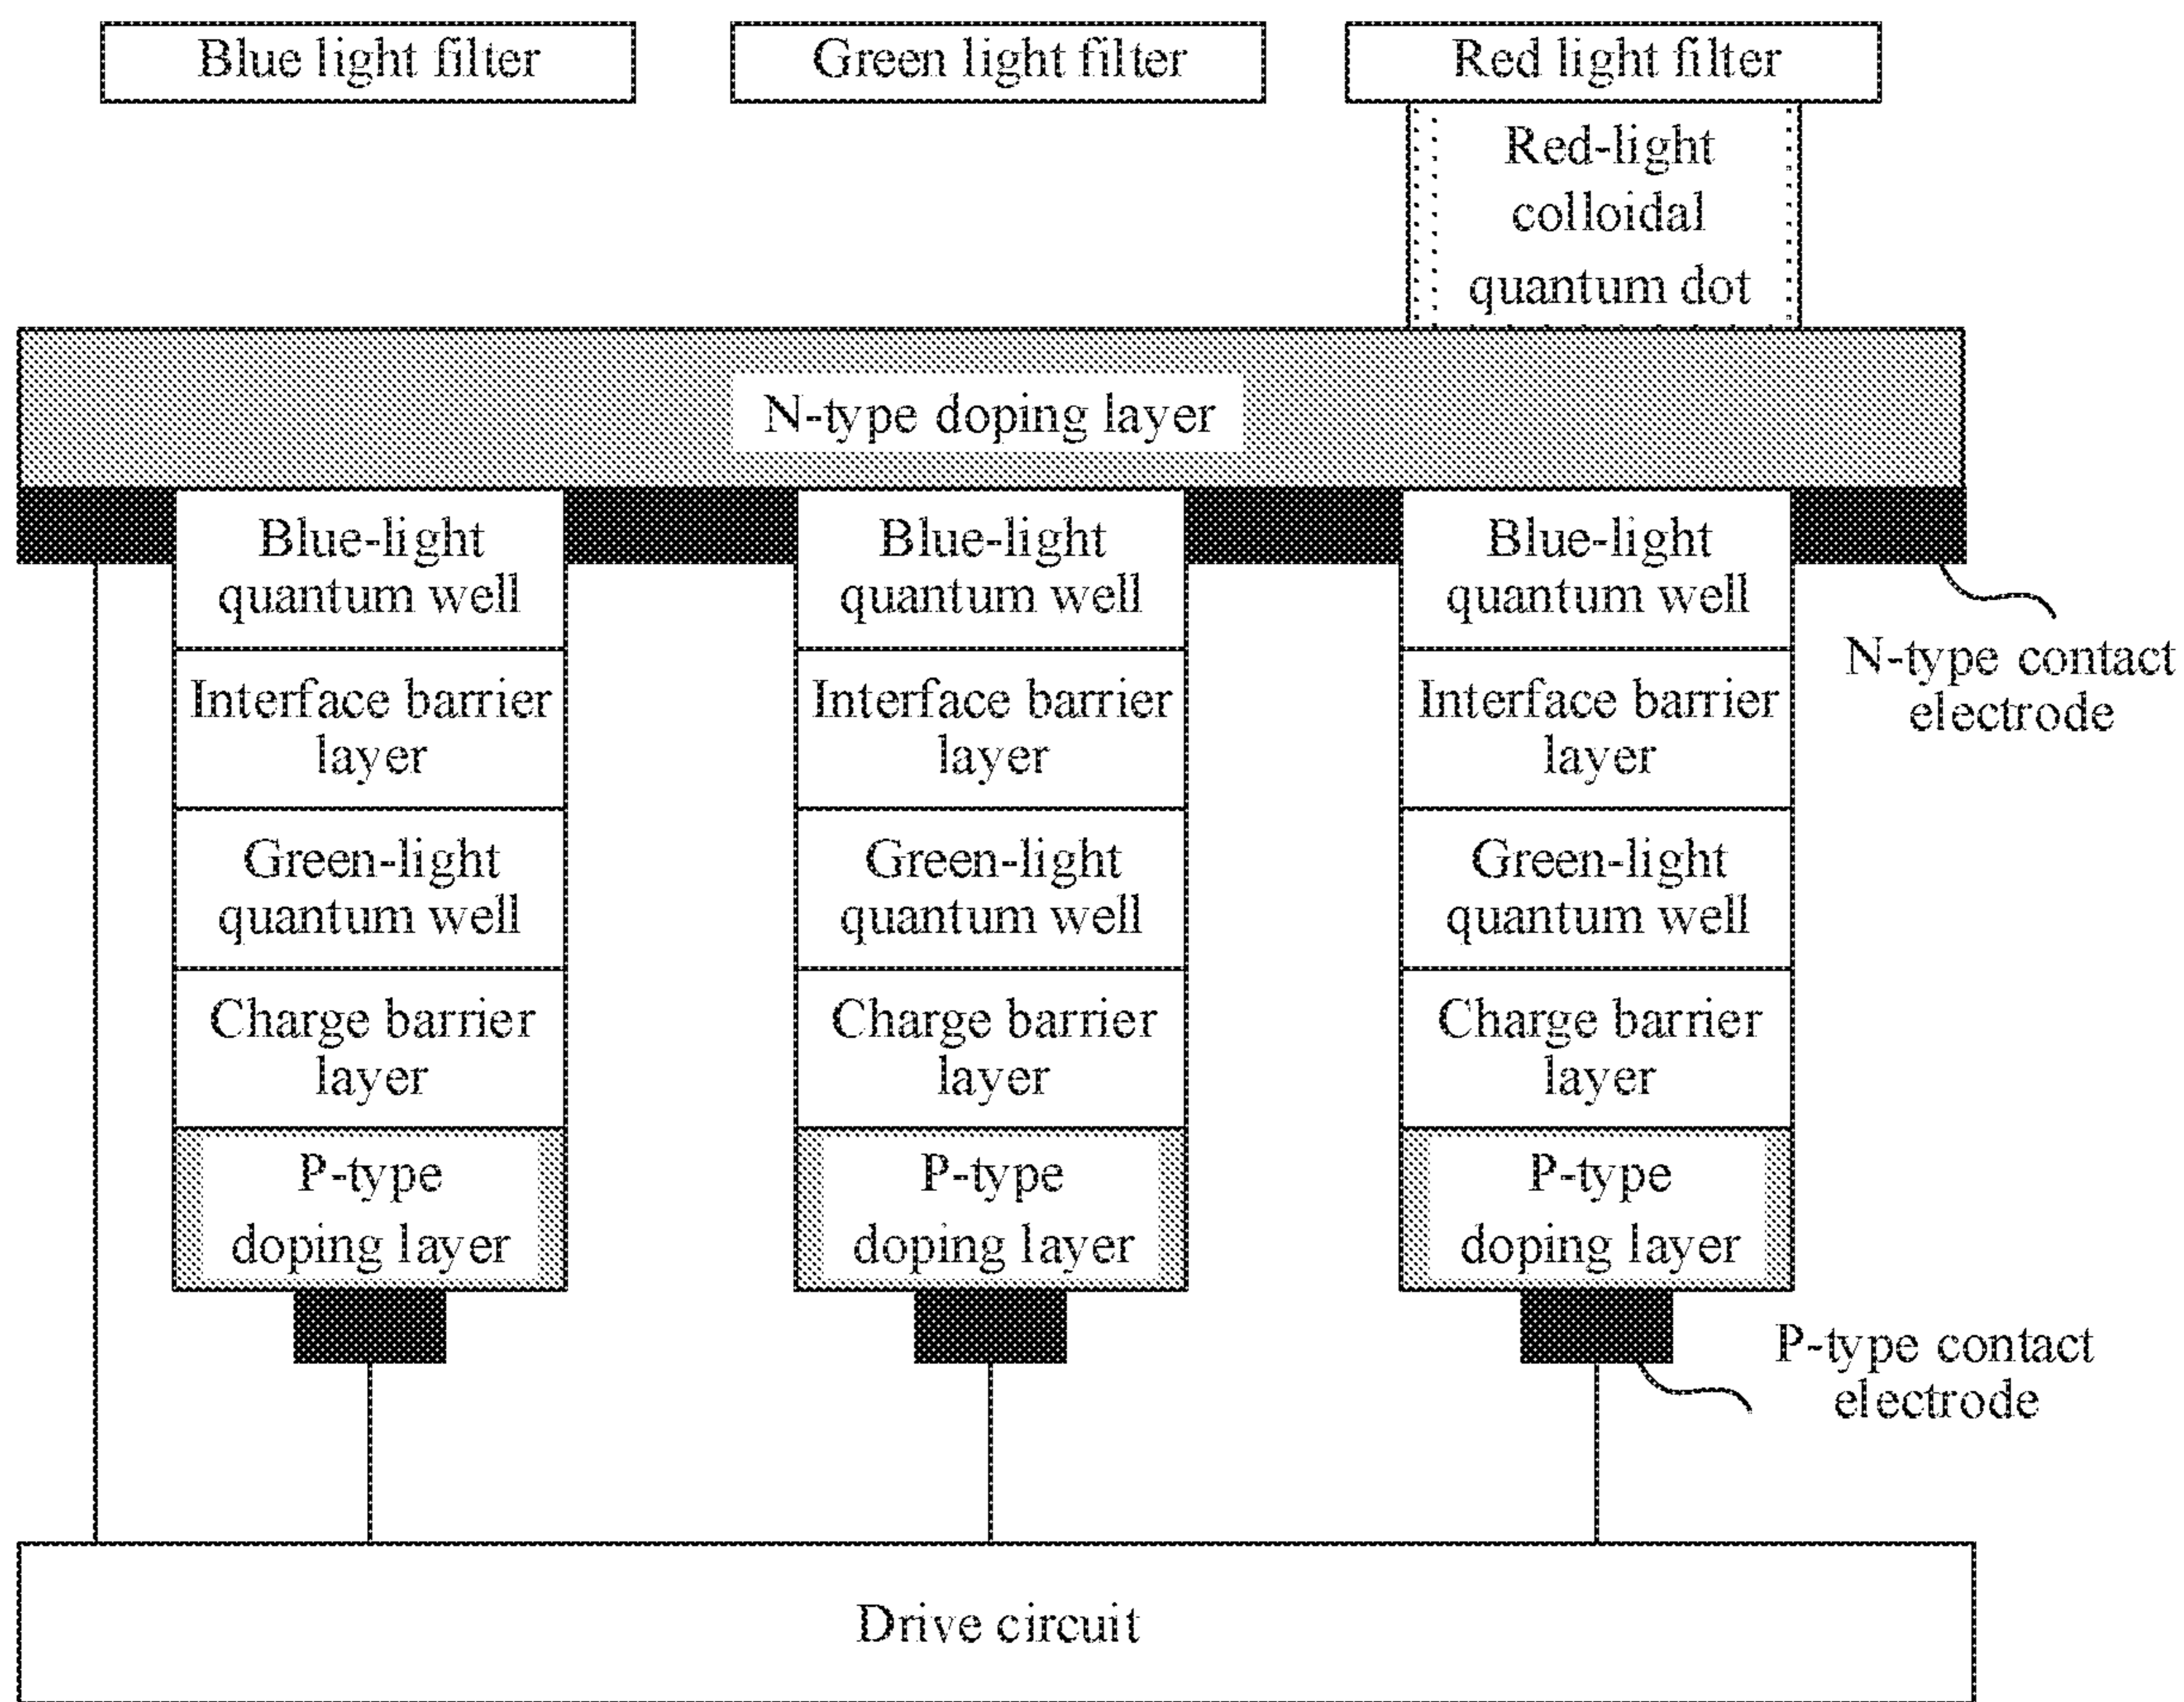 Blue light filter
Green light filter
Red light filter
Red-light
colloidal
quantum dot
N-type doping layer
Blue-light
quantum well
Blue-light
quantum well
Blue-light
quantum well
N-type contact
electrode
Interface barrier
layer
Interface barrier
layer
Interface barrier
layer
Green-light
quantum well
Green-light
quantum well
Green-light
quantum well
Charge barrier
layer
Charge barrier
layer
Charge barrier
layer
P-type
doping layer
P-type
doping layer
P-type
doping layer
P-type contact
electrode
Drive circuit